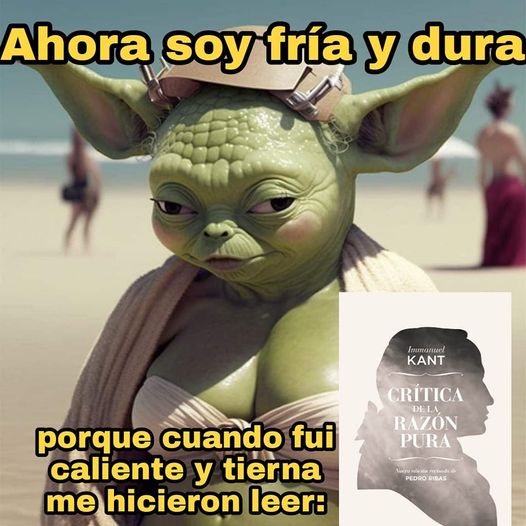 Ahora soy fría y dura
porque cuando fui
caliente y tierna
me hicieron leer:
Immanuel
KANT
CRÍTICA
DE LA
RAZÓN
PURA
PEDRO RIBAS